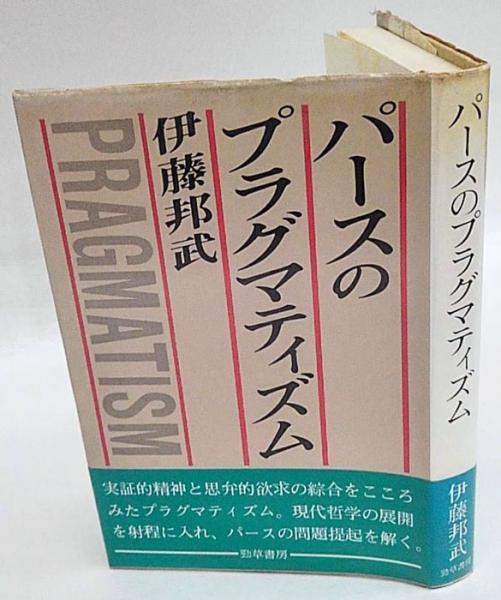 パースの
プラグマティズム
伊藤邦武
PRAGMATISM
実証的精神と思弁的欲求の綜合をこころ
みたプラグマティズム。現代哲学の展開
を射程に入れ、パースの問題提起を解く。
勁草書房
パースのプラグマティズム
伊藤邦武
勁草書房